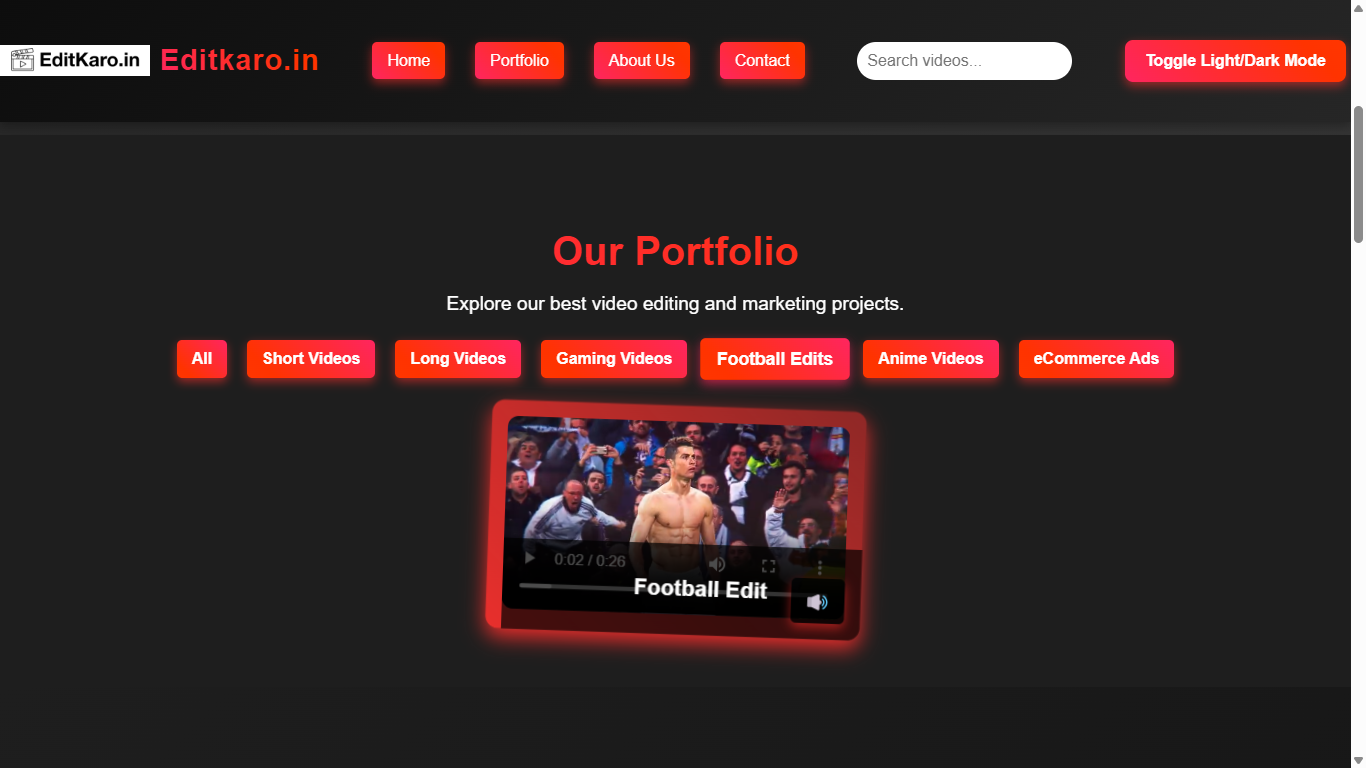 EditKaro.in
Editkaro.in
Home
Portfolio
About Us
Contact
Search videos...
Toggle Light/Dark Mode
Our Portfolio
Explore our best video editing and marketing projects.
All
Short Videos
Long Videos
Gaming Videos
Football Edits
Anime Videos
eCommerce Ads
0:02 / 0:26
Football Edit